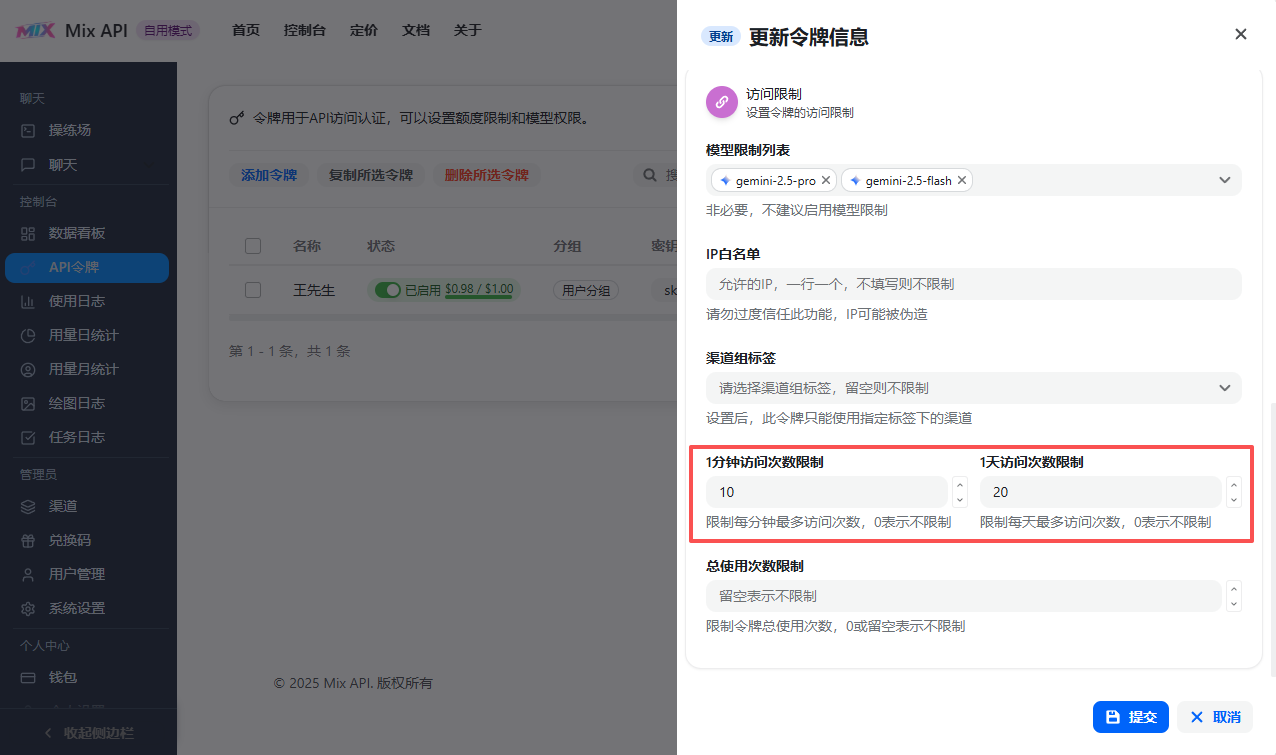 MIX Mix API 自用模式 首页 控制台 定价 文档 关于
聊天
操练场
聊天
控制台
数据看板
API令牌
使用日志
用量日统计
用量月统计
绘图日志
任务日志
管理员
渠道
兑换码
用户管理
系统设置
个人中心
钱包
收起侧边栏
令牌用于API访问认证，可以设置额度限制和模型权限。
添加令牌 复制所选令牌 删除所选令牌 搜
名称 状态 分组 密钥
王先生 已启用 $0.98 / $1.00 用户分组 sk
第 1 - 1 条，共 1 条
© 2025 Mix API. 版权所有
更新 更新令牌信息
访问限制
设置令牌的访问限制
模型限制列表
gemini-2.5-pro gemini-2.5-flash
非必要，不建议启用模型限制
IP白名单
允许的IP，一行一个，不填写则不限制
请勿过度信任此功能，IP可能被伪造
渠道组标签
请选择渠道组标签，留空则不限制
设置后，此令牌只能使用指定标签下的渠道
1分钟访问次数限制 1天访问次数限制
10 20
限制每分钟最多访问次数，0表示不限制 限制每天最多访问次数，0表示不限制
总使用次数限制
留空表示不限制
限制令牌总使用次数，0或留空表示不限制
提交 取消